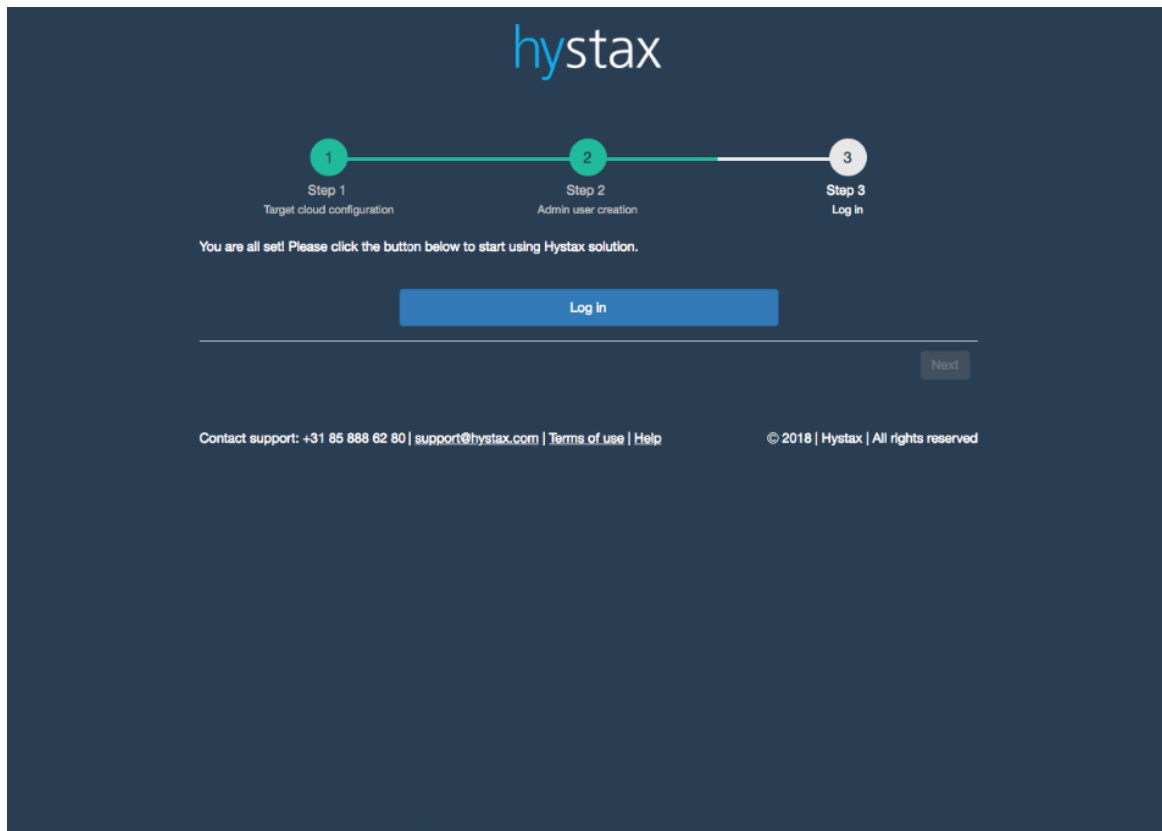 hystax
1 2 3
Step 1 Step 2 Step 3
Target cloud configuration Admin user creation Log in
You are all set! Please click the button below to start using Hystax solution.
Log in
Next
Contact support: +31 85 888 62 80 | support@hystax.com | Terms of use | Help © 2018 | Hystax | All rights reserved